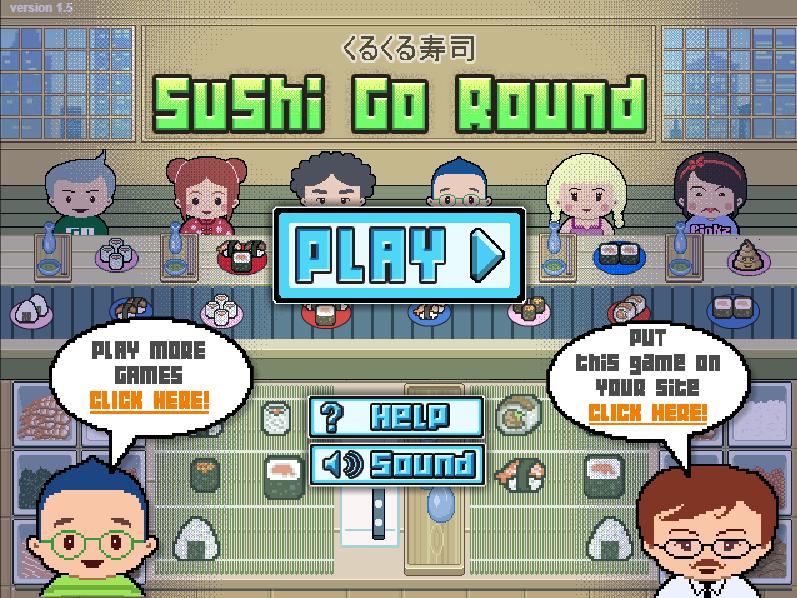 version 1.5
くるくる寿司
Sushi Go Round
PLAY
PLAY MORE
GAMES
CLICK HERE!
PUT
this game on
YOUR Site
CLICK HERE!
? Help
Sound